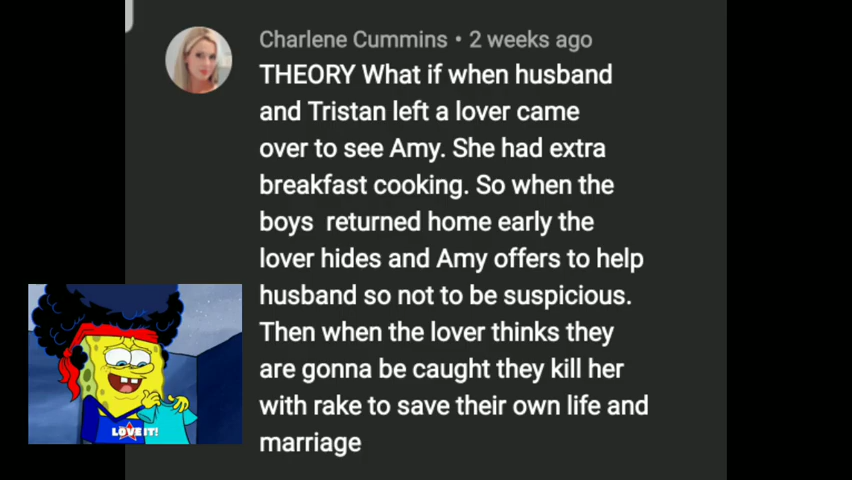 Charlene Cummins • 2 weeks ago
THEORY What if when husband
and Tristan left a lover came
over to see Amy. She had extra
breakfast cooking. So when the
boys  returned home early the
lover hides and Amy offers to help
husband so not to be suspicious.
Then when the lover thinks they
are gonna be caught they kill her
with rake to save their own life and
marriage
LOVE IT!